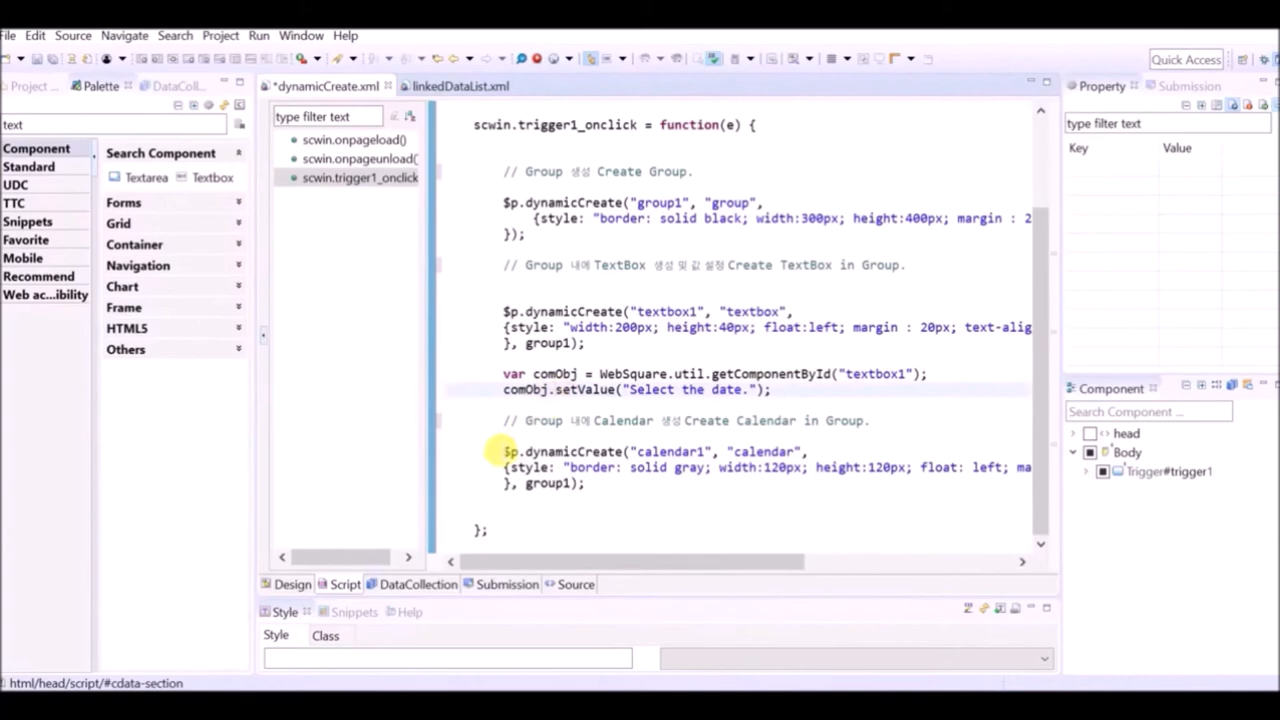 File Edit Source Navigate Search Project Run Window Help
Quick Access
Project ... Palette DataColl...
text
Component
Standard
UDC
TTC
Snippets
Favorite
Mobile
Recommend
Web ac...ibility
Search Component
Textarea Textbox
Forms
Grid
Container
Navigation
Chart
Frame
HTML5
Others
*dynamicCreate.xml linkedDataList.xml
type filter text
scwin.onpageload()
scwin.onpageunload(
scwin.trigger1_onclick
scwin.trigger1_onclick = function(e) {
// Group 생성 Create Group.
$p.dynamicCreate("group1", "group",
{style: "border: solid black; width:300px; height:400px; margin : 2
});
// Group 내에 TextBox 생성 및 값 설정 Create TextBox in Group.
$p.dynamicCreate("textbox1", "textbox",
{style: "width:200px; height:40px; float:left; margin : 20px; text-alig
}, group1);
var comObj = WebSquare.util.getComponentById("textbox1");
comObj.setValue("Select the date.");
// Group 내에 Calendar 생성 Create Calendar in Group.
$p.dynamicCreate("calendar1", "calendar",
{style: "border: solid gray; width:120px; height:120px; float: left; ma
}, group1);
};
Design Script DataCollection Submission Source
Style Snippets Help
Style Class
Property Submission
type filter text
Key Value
Component
Search Component
head
Body
Trigger#trigger1
html/head/script/#cdata-section